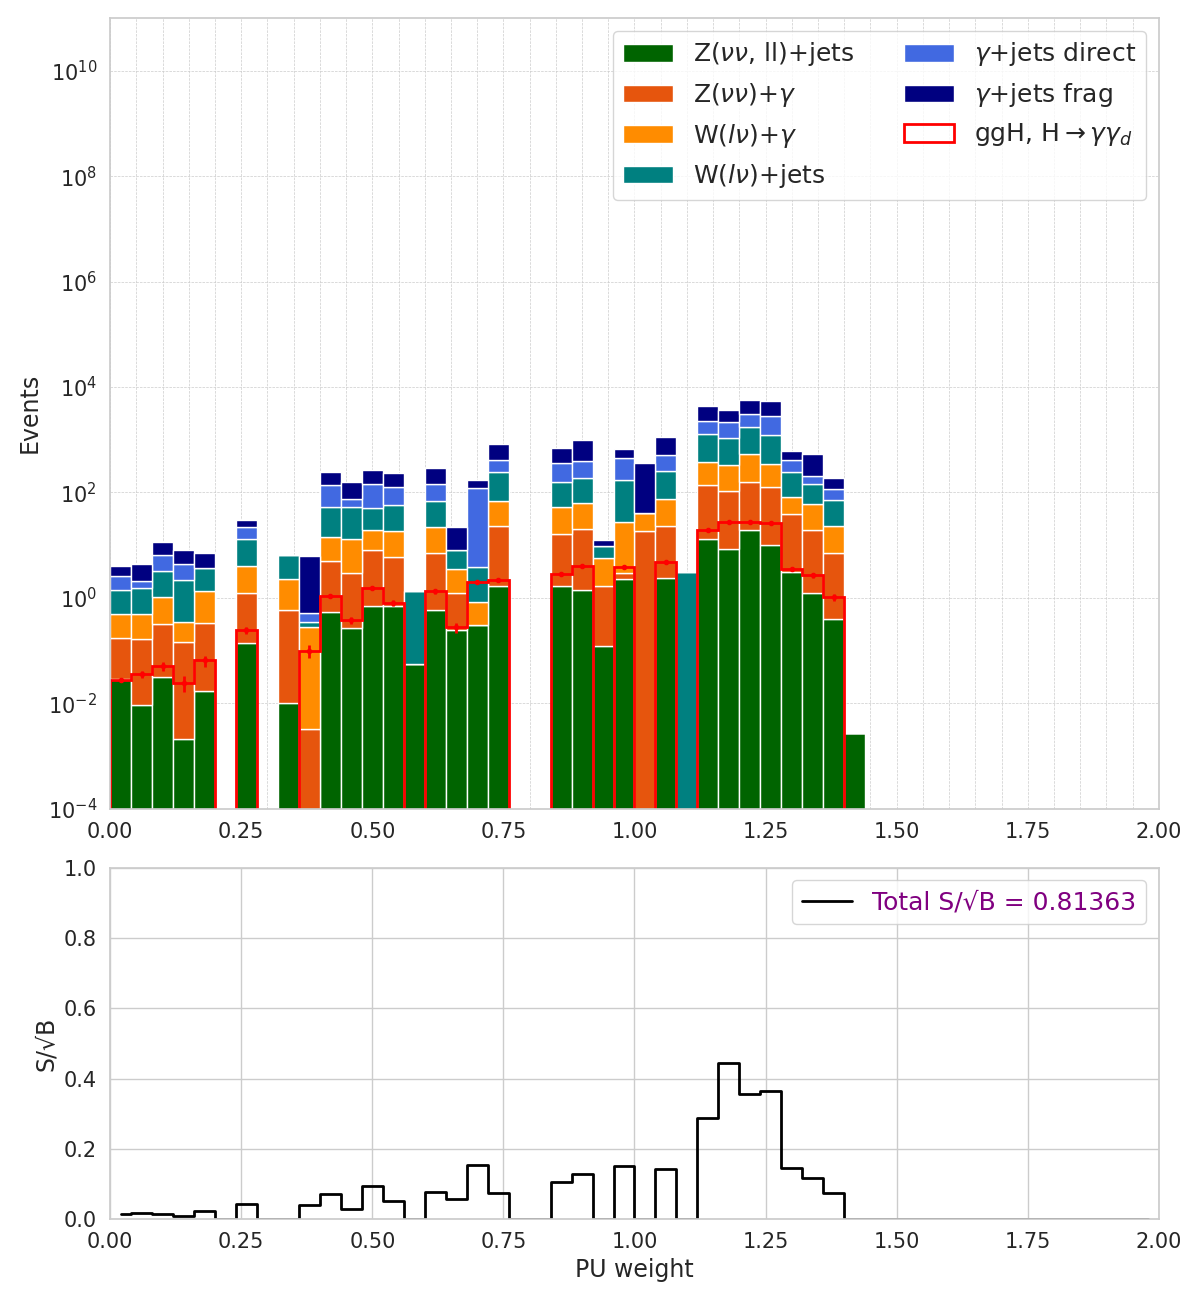 Z(νν, ll)+jets
Z(νν)+γ
W(lν)+γ
W(lν)+jets
γ+jets direct
γ+jets frag
ggH, H→γγ_d
Events
10^10
10^8
10^6
10^4
10^2
10^0
10^−2
10^−4
0.00 0.25 0.50 0.75 1.00 1.25 1.50 1.75 2.00
Total S/√B = 0.81363
S/√B
1.0
0.8
0.6
0.4
0.2
0.0
0.00 0.25 0.50 0.75 1.00 1.25 1.50 1.75 2.00
PU weight